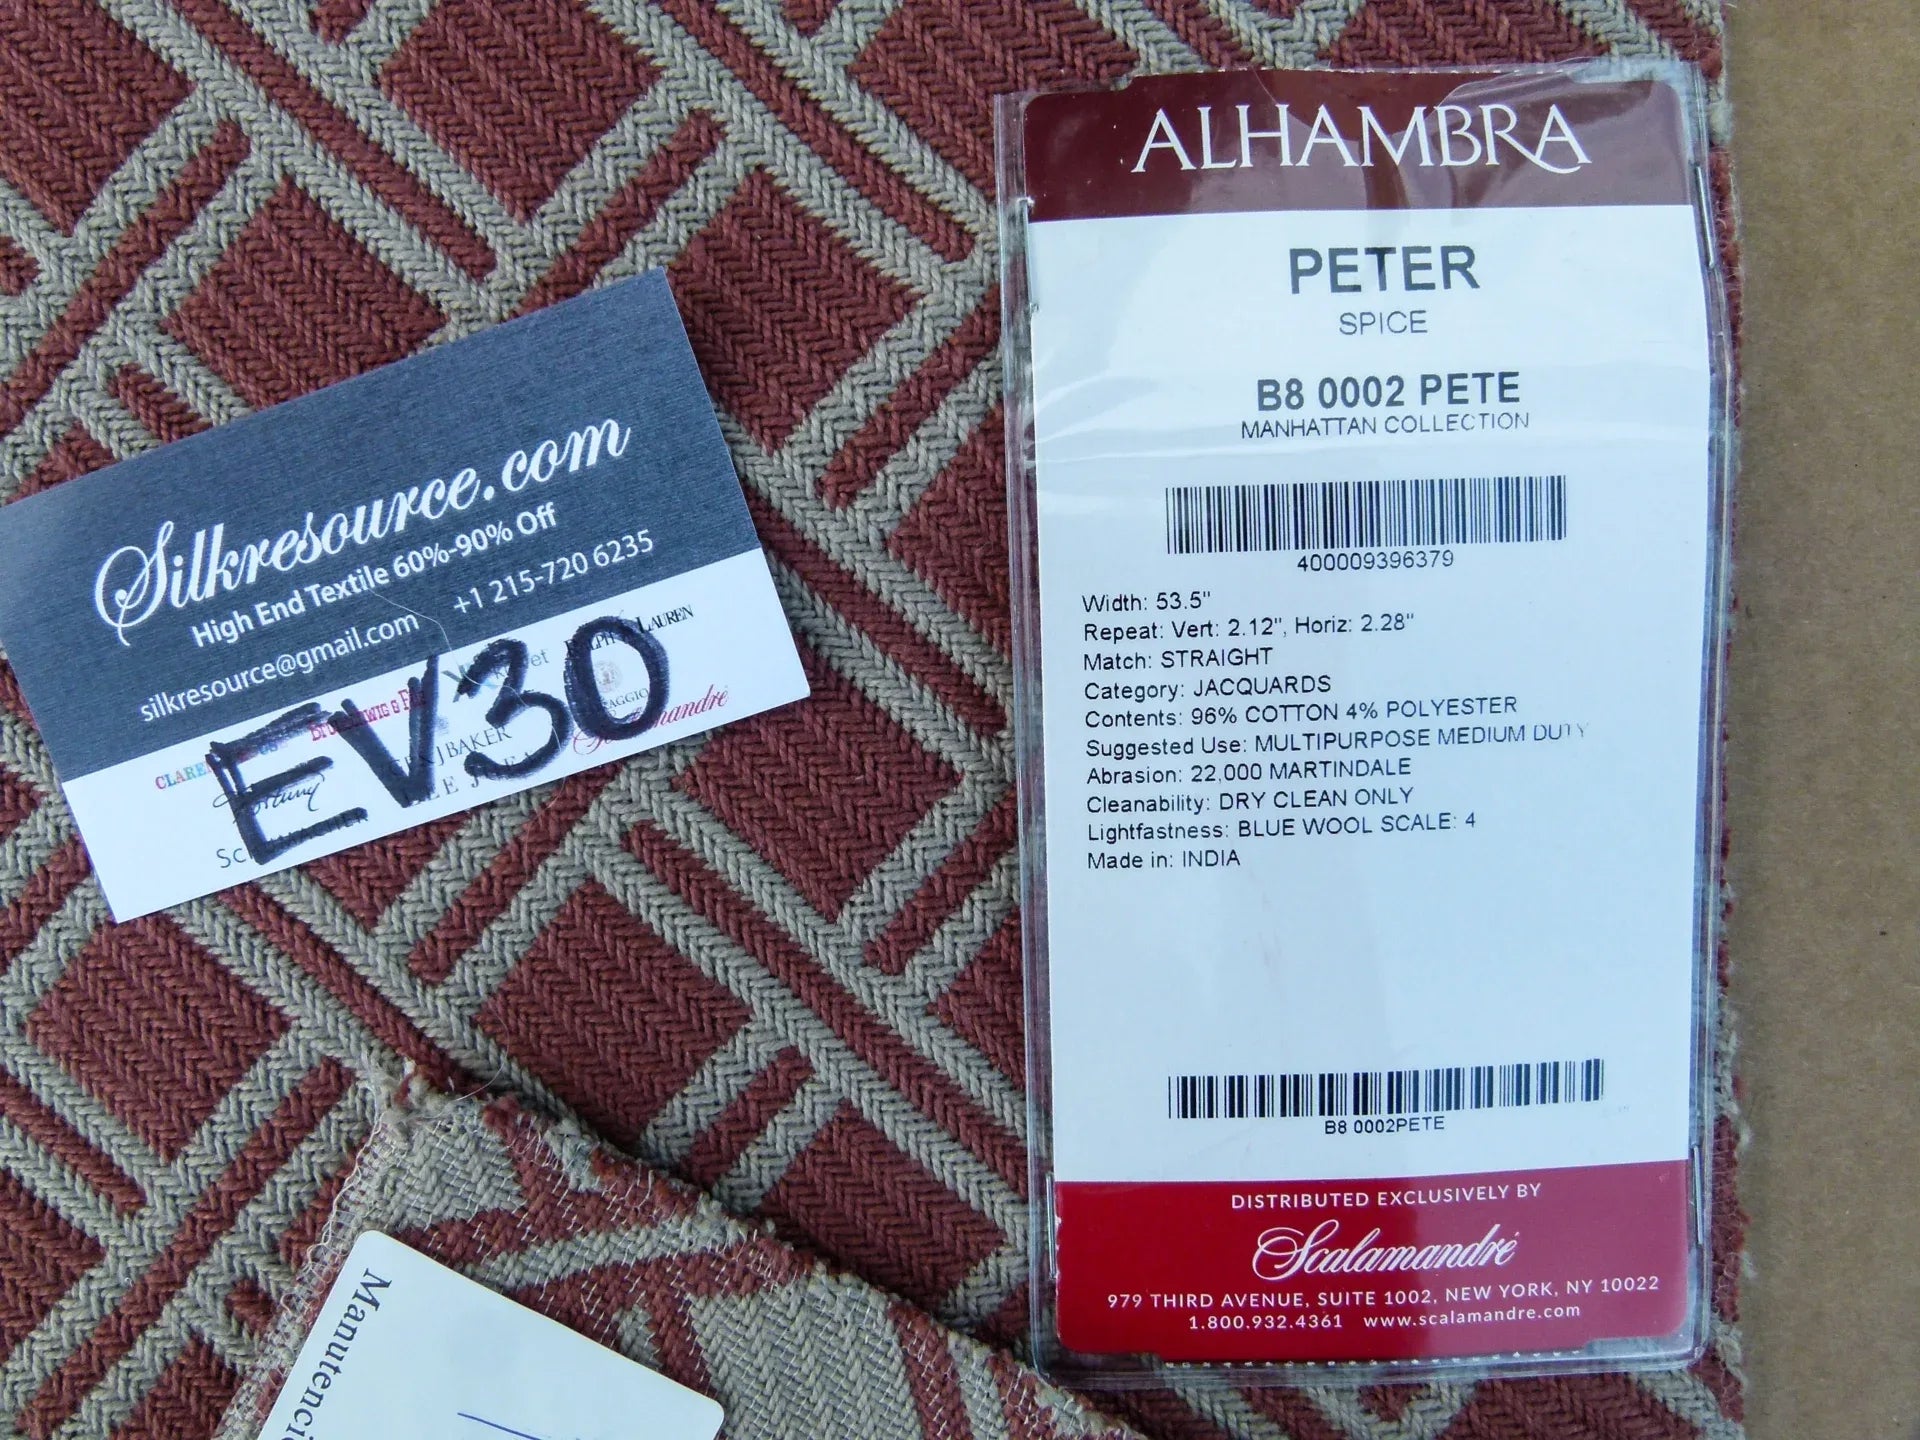 Silkresource.com
High End Textile 60%-90% Off
silkresource@gmail.com +1 215-720 6235
LAUREN
J BAKER
EV30
ALHAMBRA
PETER
SPICE
B8 0002 PETE
MANHATTAN COLLECTION
400009396379
Width: 53.5"
Repeat: Vert: 2.12", Horiz: 2.28"
Match: STRAIGHT
Category: JACQUARDS
Contents: 96% COTTON 4% POLYESTER
Suggested Use: MULTIPURPOSE MEDIUM DUTY
Abrasion: 22,000 MARTINDALE
Cleanability: DRY CLEAN ONLY
Lightfastness: BLUE WOOL SCALE: 4
Made in: INDIA
B8 0002PETE
DISTRIBUTED EXCLUSIVELY BY
Scalamandré
979 THIRD AVENUE, SUITE 1002, NEW YORK, NY 10022
1.800.932.4361 www.scalamandre.com